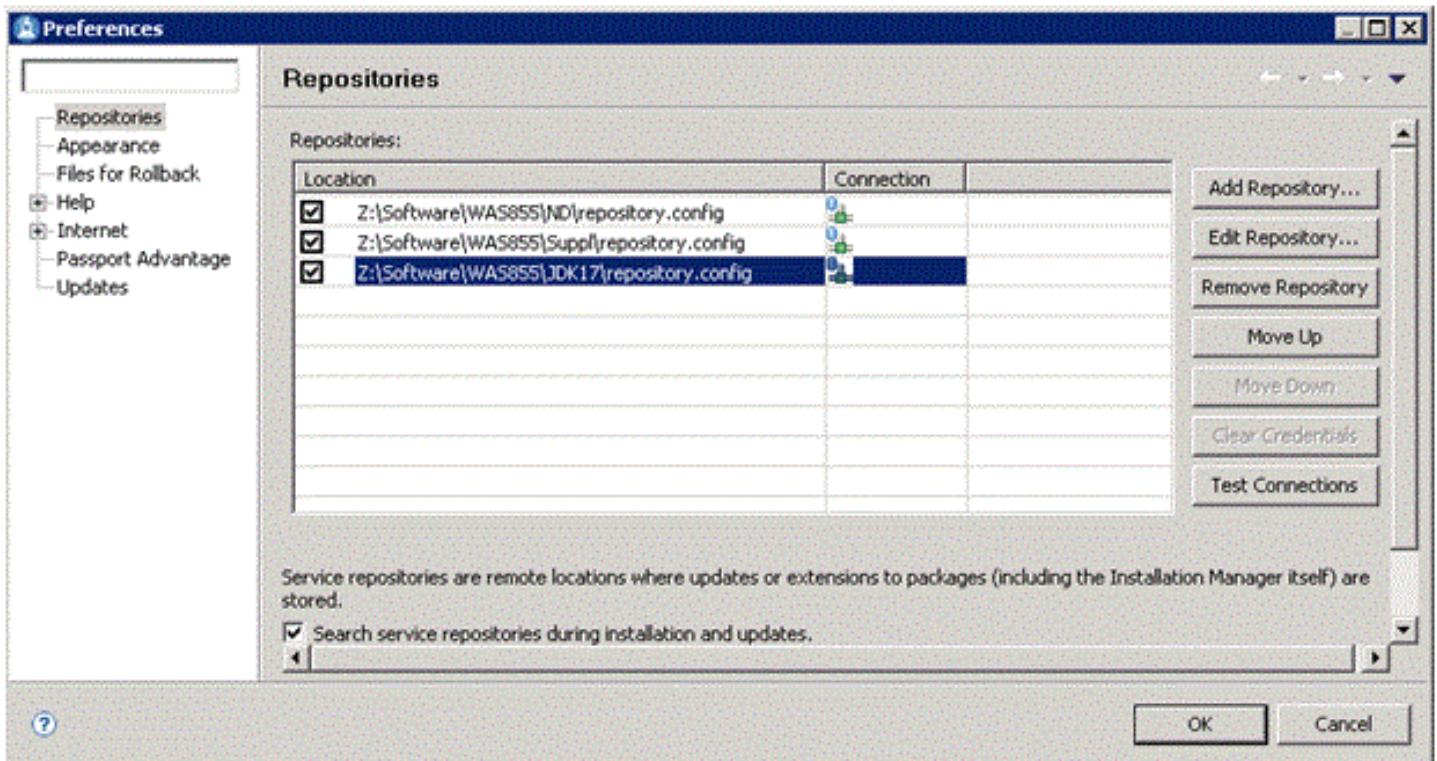 Preferences
Repositories
Appearance
Files for Rollback
Help
Internet
Passport Advantage
Updates
Repositories
Repositories:
Location Connection
Z:\Software\WAS855\ND\repository.config
Z:\Software\WAS855\Suppl\repository.config
Z:\Software\WAS855\JDK17\repository.config
Add Repository...
Edit Repository...
Remove Repository
Move Up
Move Down
Clear Credentials
Test Connections
Service repositories are remote locations where updates or extensions to packages (including the Installation Manager itself) are
stored.
Search service repositories during installation and updates.
?
OK Cancel